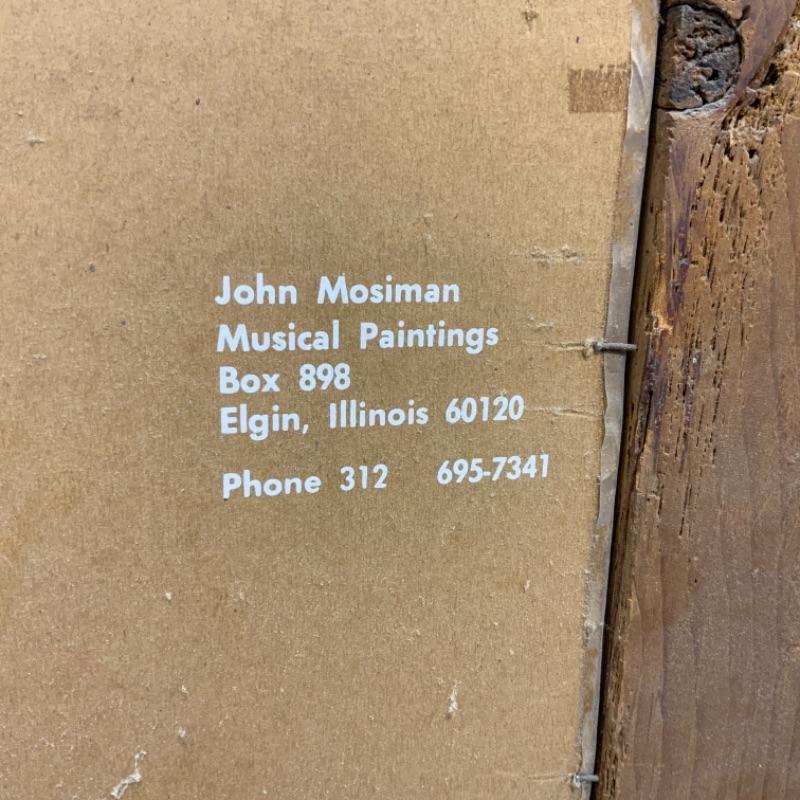 John Mosiman
Musical Paintings
Box 898
Elgin, Illinois 60120
Phone 312 695-7341